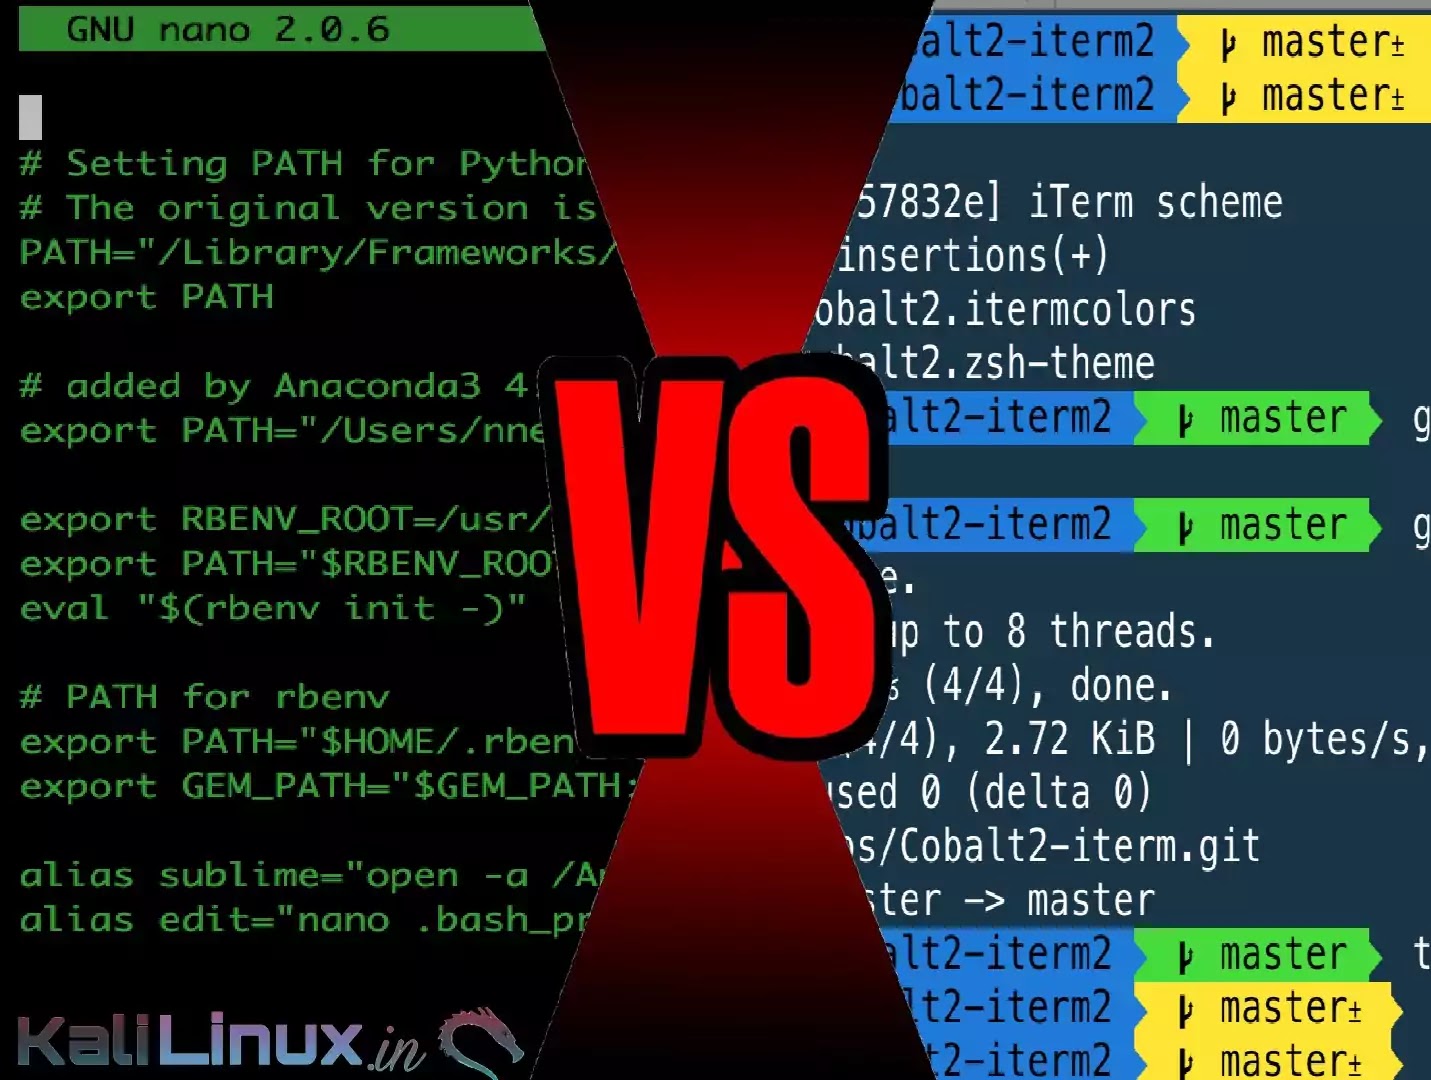 GNU nano 2.0.6
# Setting PATH for Python
# The original version is
PATH="/Library/Frameworks/
export PATH
# added by Anaconda3 4.
export PATH="/Users/nne
export RBENV_ROOT=/usr/
export PATH="$RBENV_ROO
eval "$(rbenv init -)"
# PATH for rbenv
export PATH="$HOME/.rben
export GEM_PATH="$GEM_PATH:
alias sublime="open -a /A
alias edit="nano .bash_pr
KaliLinux.in
VS
alt2-iterm2 master±
balt2-iterm2 master±
57832e] iTerm scheme
insertions(+)
obalt2.itermcolors
balt2.zsh-theme
alt2-iterm2 master g
obalt2-iterm2 master g
e.
up to 8 threads.
% (4/4), done.
(4/4), 2.72 KiB | 0 bytes/s,
used 0 (delta 0)
os/Cobalt2-iterm.git
ster -> master
alt2-iterm2 master t
lt2-iterm2 master±
t2-iterm2 master±